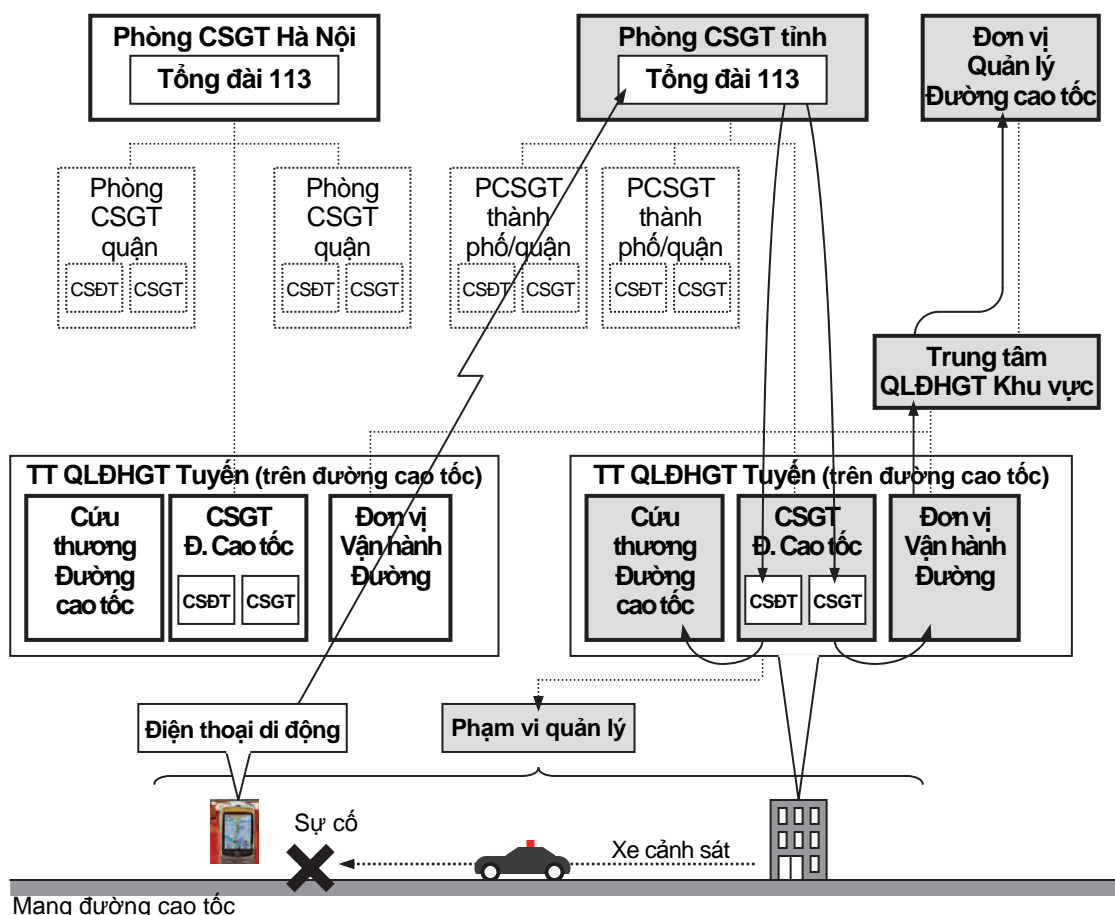 Phòng CSGT Hà Nội
Tổng đài 113
Phòng CSGT tỉnh
Tổng đài 113
Đơn vị
Quản lý
Đường cao tốc
Phòng
CSGT
quận
CSĐT
CSGT
Phòng
CSGT
quận
CSĐT
CSGT
PCSGT
thành
phố/quận
CSĐT
CSGT
PCSGT
thành
phố/quận
CSĐT
CSGT
Trung tâm
QLĐHGT Khu vực
TT QLĐHGT Tuyến (trên đường cao tốc)
Cứu
thương
Đường
cao tốc
CSGT
Đ. Cao tốc
CSĐT
CSGT
Đơn vị
Vận hành
Đường
TT QLĐHGT Tuyến (trên đường cao tốc)
Cứu
thương
Đường
cao tốc
CSGT
Đ. Cao tốc
CSĐT
CSGT
Đơn vị
Vận hành
Đường
Điện thoại di động
Phạm vi quản lý
Sự cố
Xe cảnh sát
Mang đường cao tốc